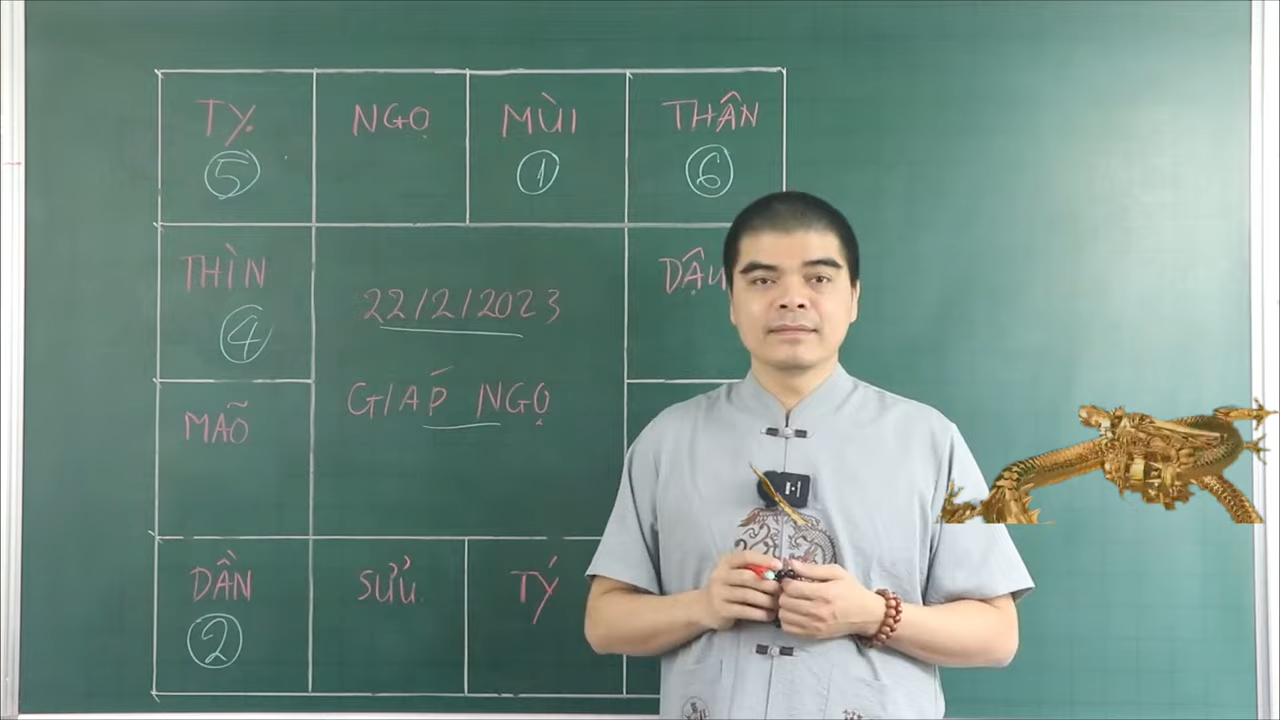 TỴ NGỌ MÙI THÂN
5 1 6
THÌN DẬU
4
22/2/2023
MÃO GIÁP NGỌ
DẦN SỬU TÝ
2